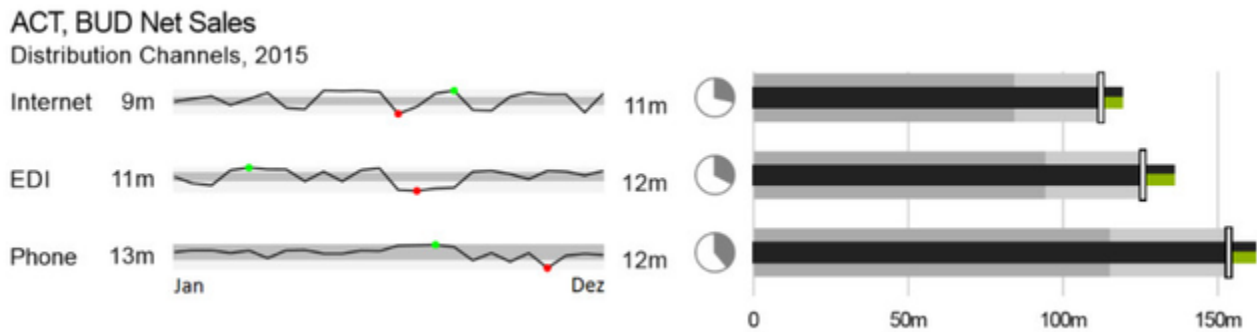 ACT, BUD Net Sales
Distribution Channels, 2015
Internet 9m 11m
EDI 11m 12m
Phone 13m 12m
Jan Dez
0 50m 100m 150m